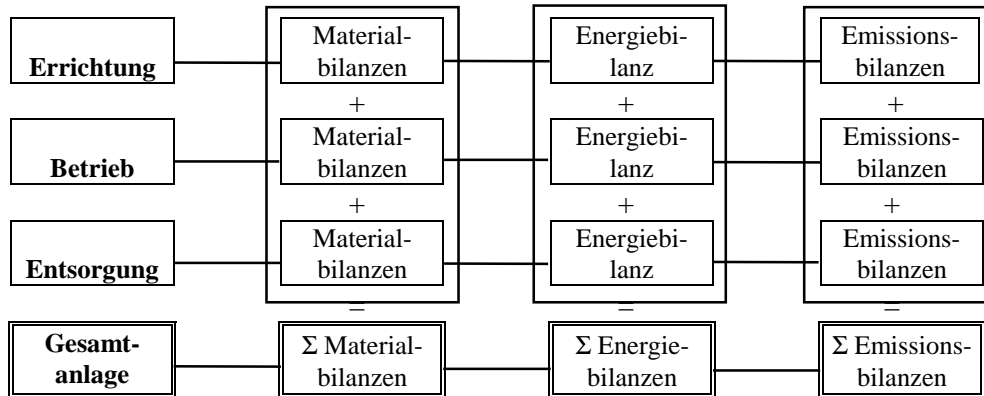 Errichtung
Material-
bilanzen
Energiebi-
lanz
Emissions-
bilanzen
+
+
+
Betrieb
Material-
bilanzen
Energiebi-
lanz
Emissions-
bilanzen
+
+
+
Entsorgung
Material-
bilanzen
Energiebi-
lanz
Emissions-
bilanzen
=
=
=
Gesamt-
anlage
Σ Material-
bilanzen
Σ Energie-
bilanzen
Σ Emissions-
bilanzen